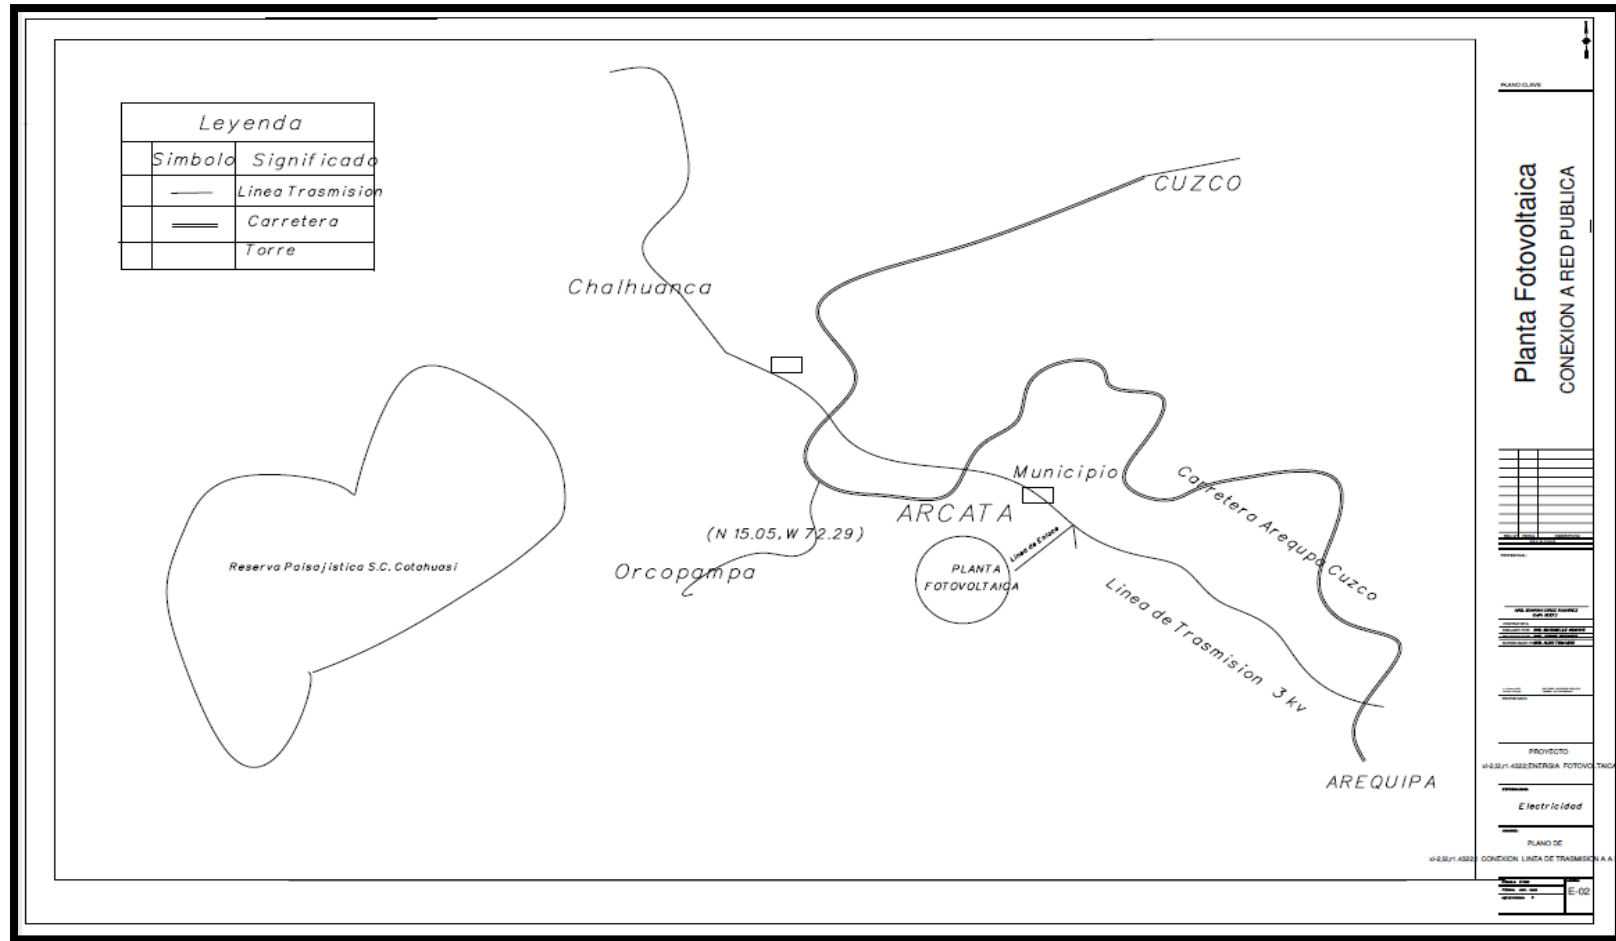 Leyenda
Simbolo Significado
Linea Trasmision
Carretera
Torre
CUZCO
Chalhuanca
Municipio
Carretera Arequpa Cuzco
ARCATA
(N 15.05, W 72.29)
Linea de Enlace
Orcopampa
PLANTA
FOTOVOLTAICA
Reserva Paisajistica S.C. Cotahuasi
Linea de Trasmision 3 kv
AREQUIPA
PLANO CLAVE
Planta Fotovoltaica
CONEXION A RED PUBLICA
PROYECTO
ENERGIA FOTOVOLTAICA
Electricidad
PLANO DE
CONEXION LINEA DE TRASMISION A A
E-02